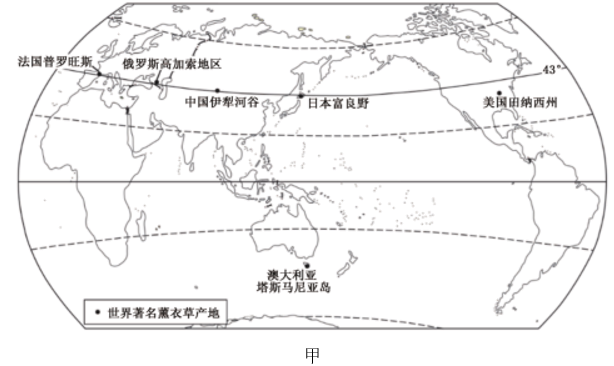 法国普罗旺斯
俄罗斯高加索地区
43°
中国伊犁河谷
日本富良野
美国田纳西州
澳大利亚
塔斯马尼亚岛
世界著名薰衣草产地
甲